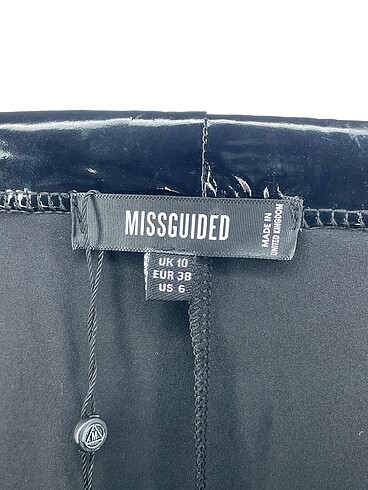 MISSGUIDED
MADE IN
UNITED KINGDOM
UK 10
EUR 38
US 6